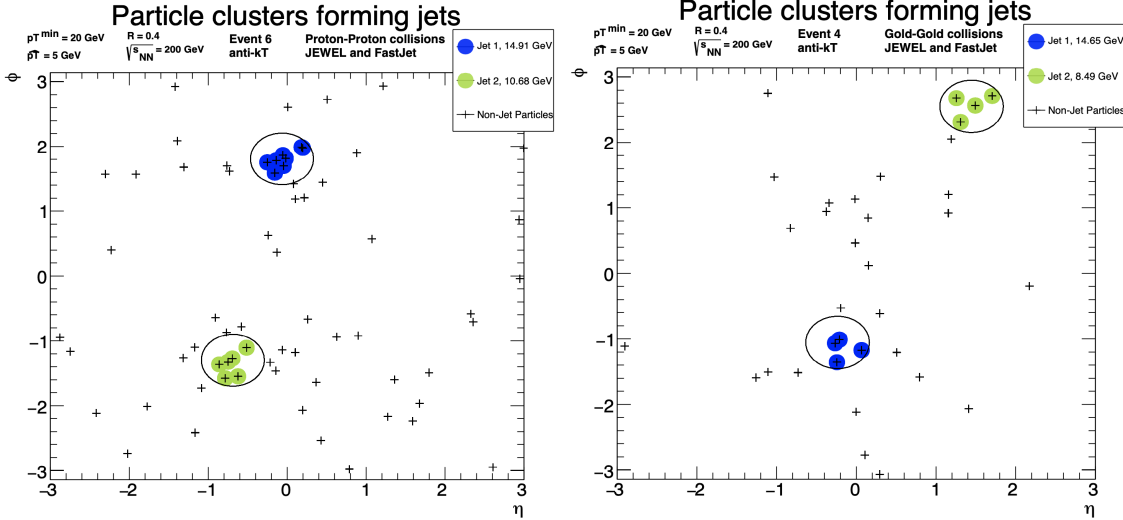 Particle clusters forming jets
pT min = 20 GeV R = 0.4 Event 6 Proton-Proton collisions
p̂T = 5 GeV √sNN = 200 GeV anti-kT JEWEL and FastJet
Jet 1, 14.91 GeV
Jet 2, 10.68 GeV
Non-Jet Particles
ϕ
3
2
1
0
−1
−2
−3
−3 −2 −1 0 1 2 3
η
Particle clusters forming jets
pT min = 20 GeV R = 0.4 Event 4 Gold-Gold collisions
p̂T = 5 GeV √sNN = 200 GeV anti-kT JEWEL and FastJet
Jet 1, 14.65 GeV
Jet 2, 8.49 GeV
Non-Jet Particles
ϕ
3
2
1
0
−1
−2
−3
−3 −2 −1 0 1 2 3
η